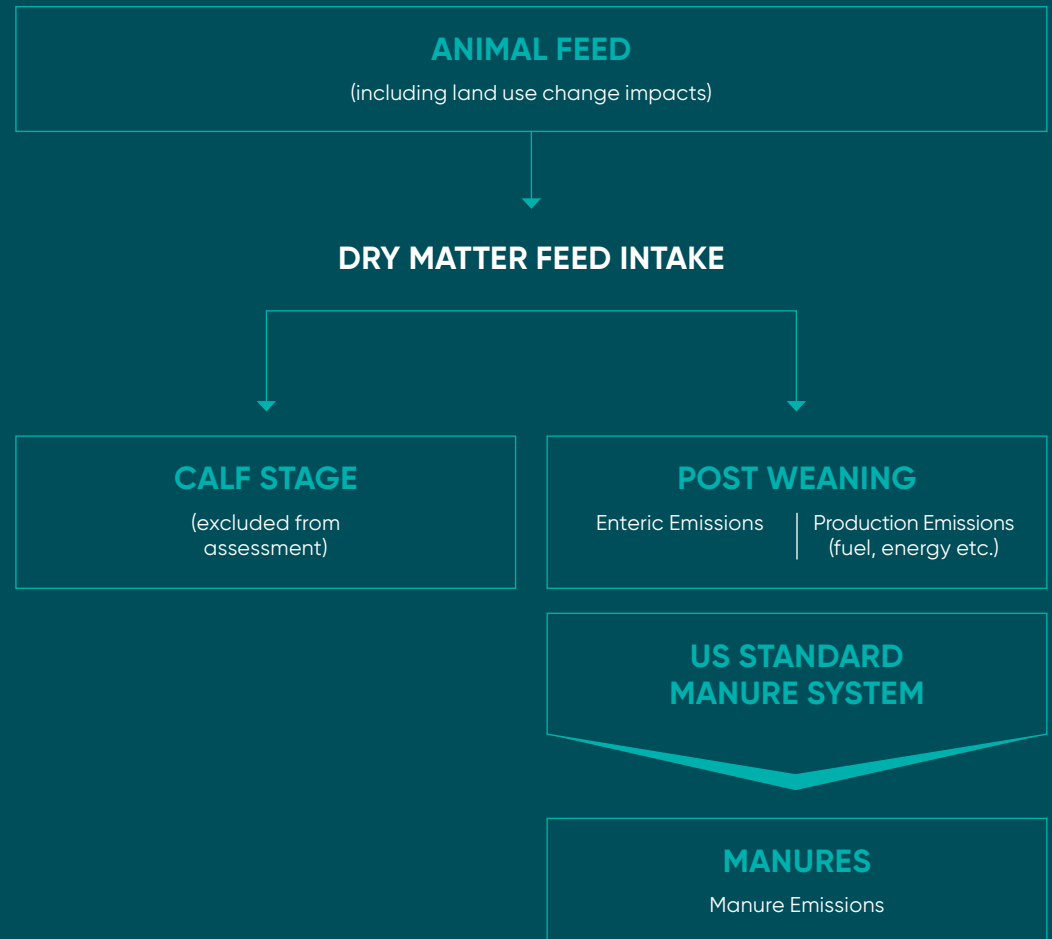 ANIMAL FEED
(including land use change impacts)
DRY MATTER FEED INTAKE
CALF STAGE
(excluded from
assessment)
POST WEANING
Enteric Emissions
Production Emissions
(fuel, energy etc.)
US STANDARD
MANURE SYSTEM
MANURES
Manure Emissions